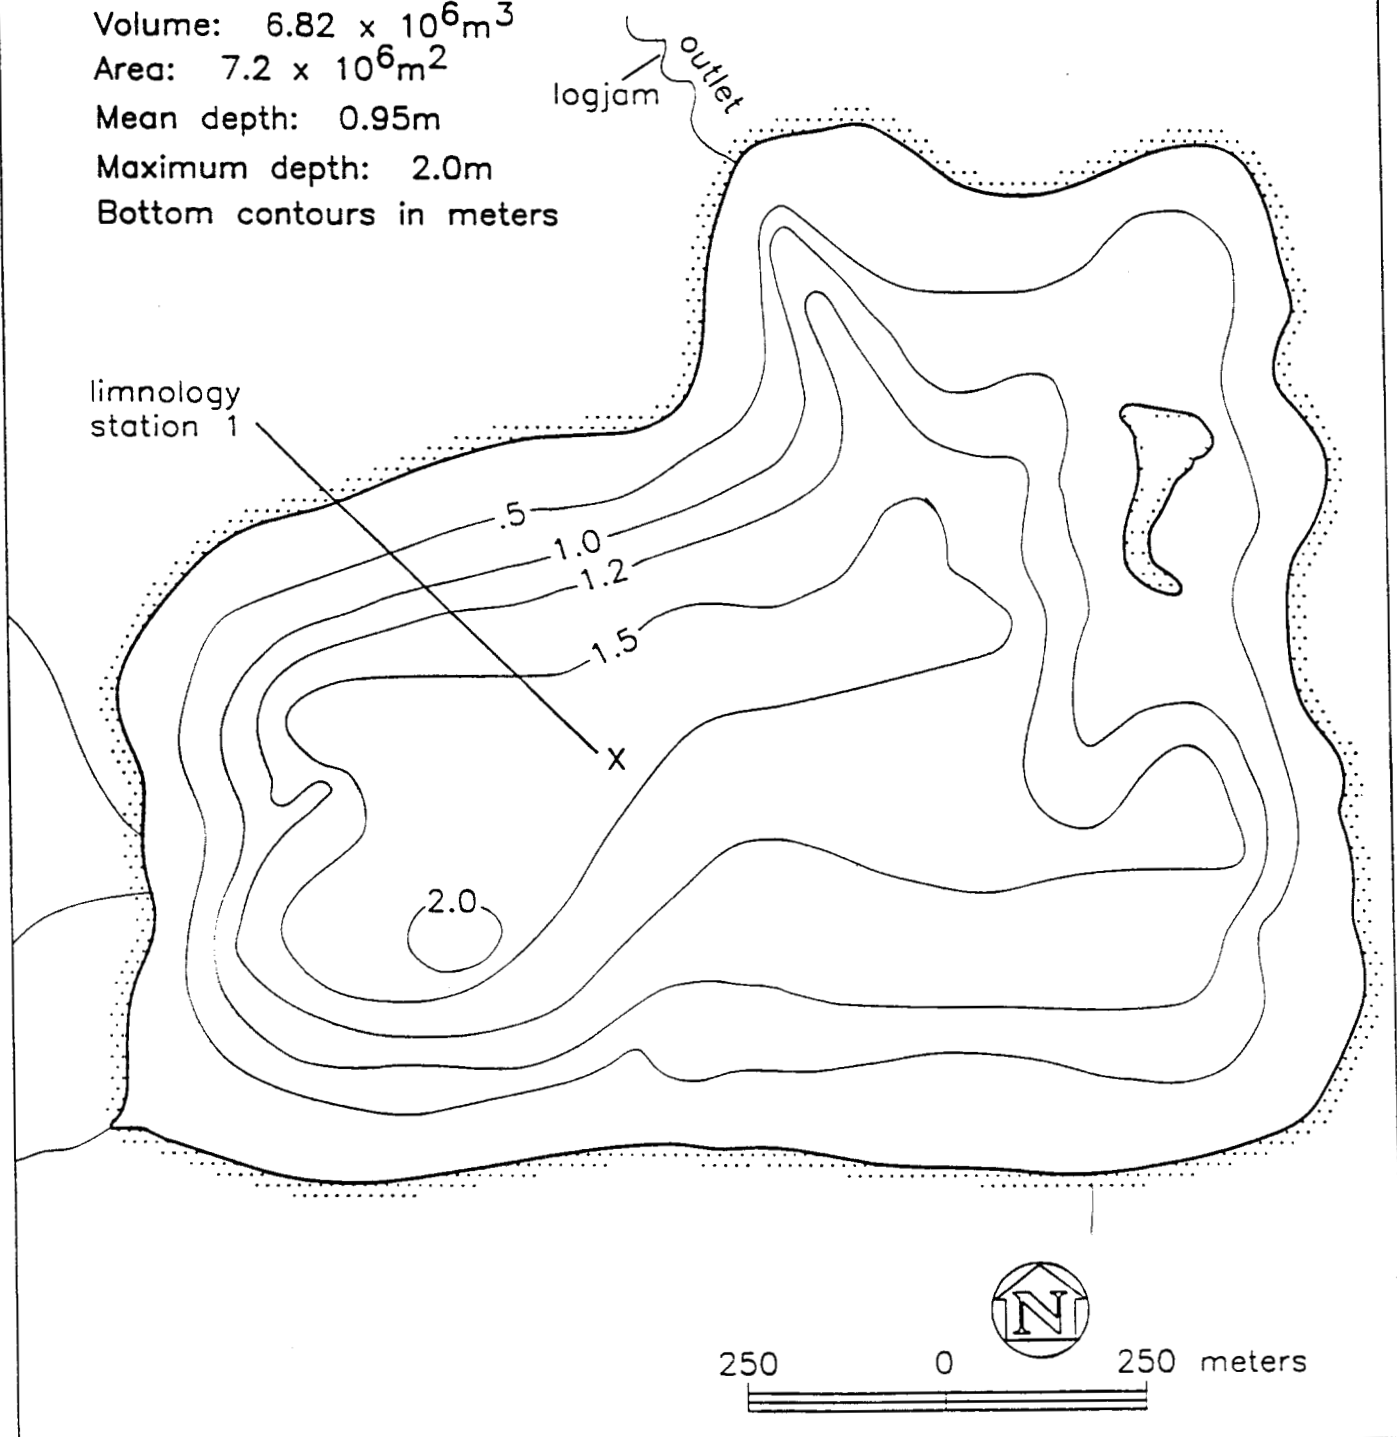 Volume: 6.82 x 10⁶m³
Area: 7.2 x 10⁶m²
Mean depth: 0.95m
Maximum depth: 2.0m
Bottom contours in meters
outlet
logjam
limnology
station 1
.5
1.0
1.2
1.5
X
2.0
N
250 0 250 meters